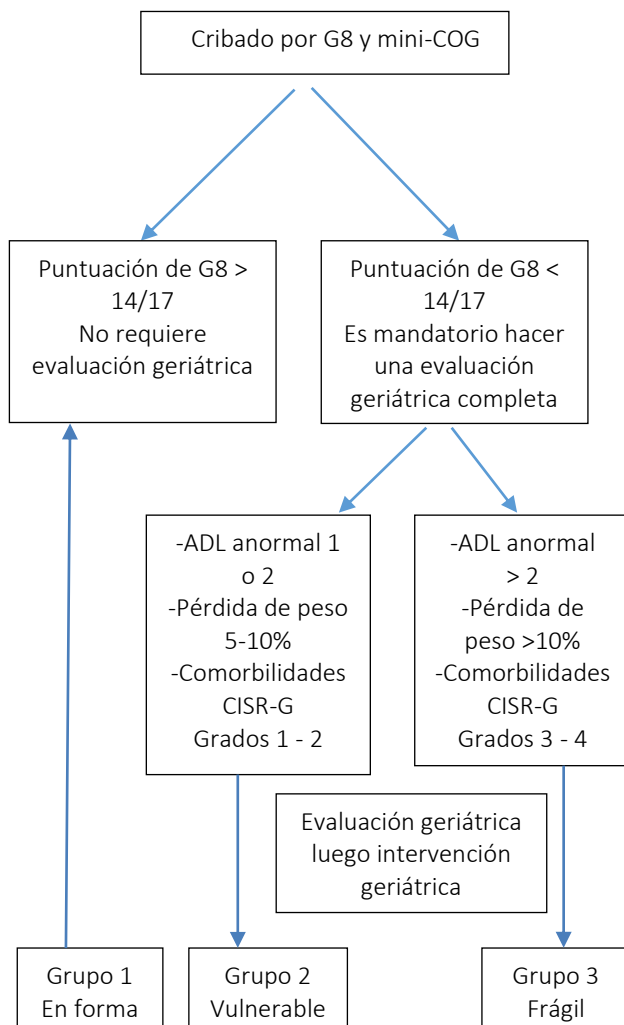 Cribado por G8 y mini-COG
Puntuación de G8 >
14/17
No requiere
evaluación geriátrica
Puntuación de G8 <
14/17
Es mandatorio hacer
una evaluación
geriátrica completa
-ADL anormal 1
o 2
-Pérdida de peso
5-10%
-Comorbilidades
CISR-G
Grados 1 - 2
-ADL anormal
> 2
-Pérdida de
peso >10%
-Comorbilidades
CISR-G
Grados 3 - 4
Evaluación geriátrica
luego intervención
geriátrica
Grupo 1
En forma
Grupo 2
Vulnerable
Grupo 3
Frágil